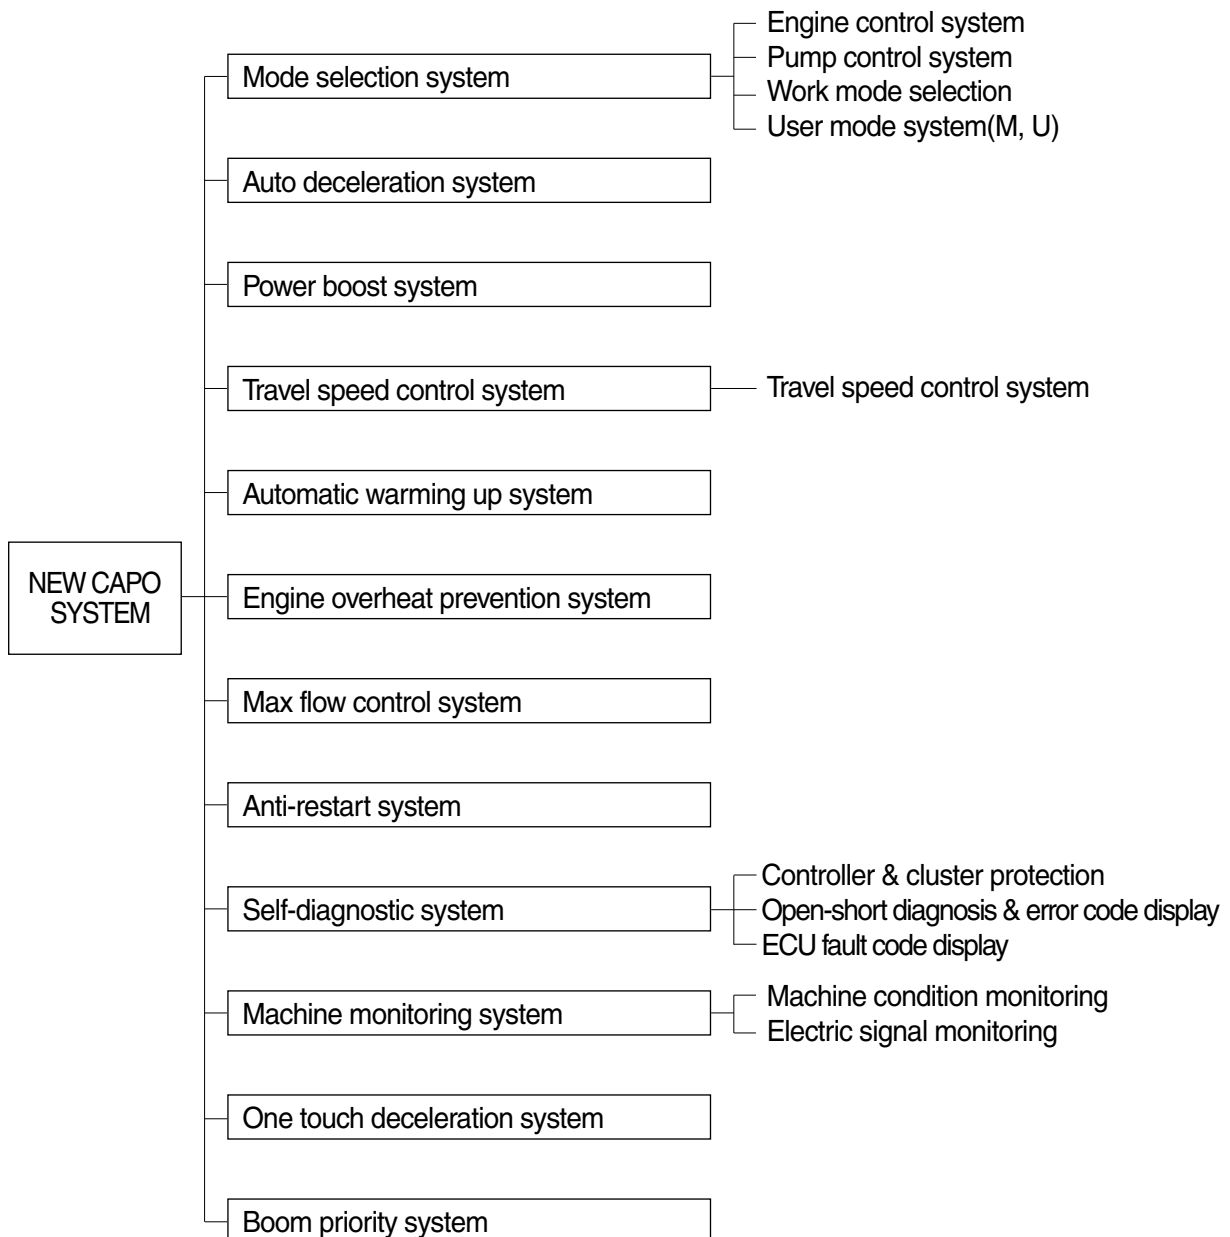 Engine control system
Pump control system
Mode selection system
Work mode selection
User mode system(M, U)
Auto deceleration system
Power boost system
Travel speed control system
Travel speed control system
Automatic warming up system
NEW CAPO
SYSTEM
Engine overheat prevention system
Max flow control system
Anti-restart system
Controller & cluster protection
Self-diagnostic system
Open-short diagnosis & error code display
ECU fault code display
Machine monitoring system
Machine condition monitoring
Electric signal monitoring
One touch deceleration system
Boom priority system